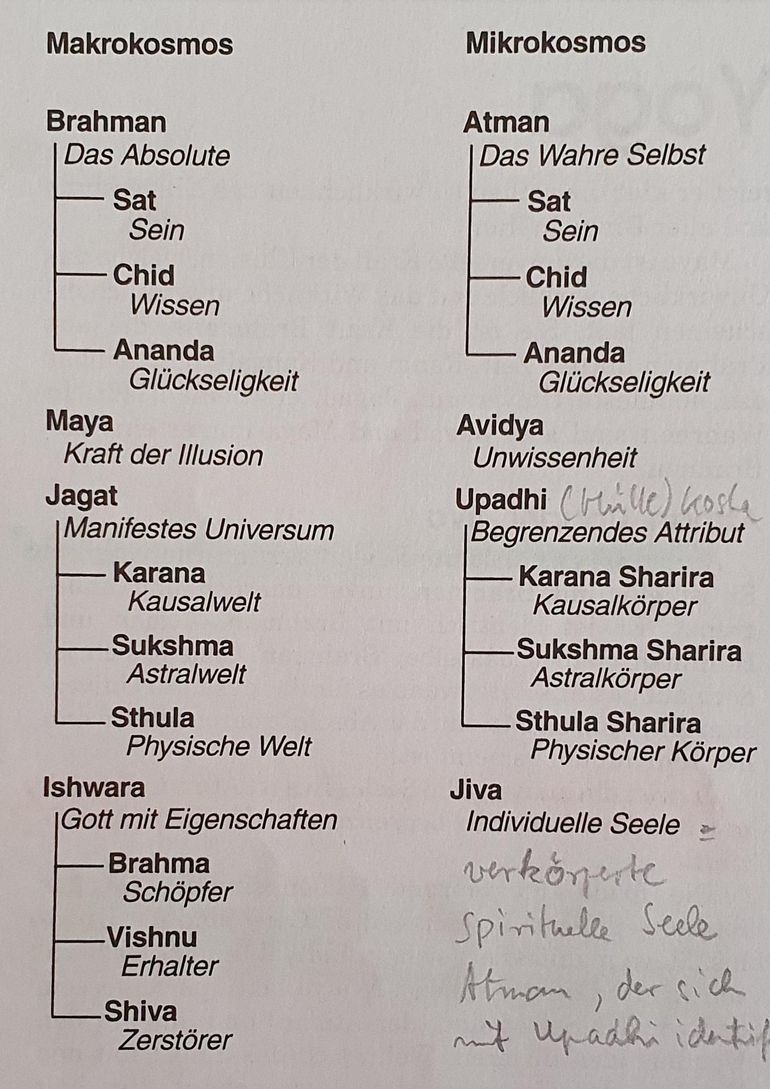 Makrokosmos
Brahman
Das Absolute
Sat
Sein
Chid
Wissen
Ananda
Glückseligkeit
Maya
Kraft der Illusion
Jagat
Manifestes Universum
Karana
Kausalwelt
Sukshma
Astralwelt
Sthula
Physische Welt
Ishwara
Gott mit Eigenschaften
Brahma
Schöpfer
Vishnu
Erhalter
Shiva
Zerstörer
Mikrokosmos
Atman
Das Wahre Selbst
Sat
Sein
Chid
Wissen
Ananda
Glückseligkeit
Avidya
Unwissenheit
Upadhi (Hülle)
Begrenzendes Attribut
Karana Sharira
Kausalkörper
Sukshma Sharira
Astralkörper
Sthula Sharira
Physischer Körper
Jiva
Individuelle Seele =
verkörperte
spirituelle Seele
Atman, der sich
mit Upadhi identif